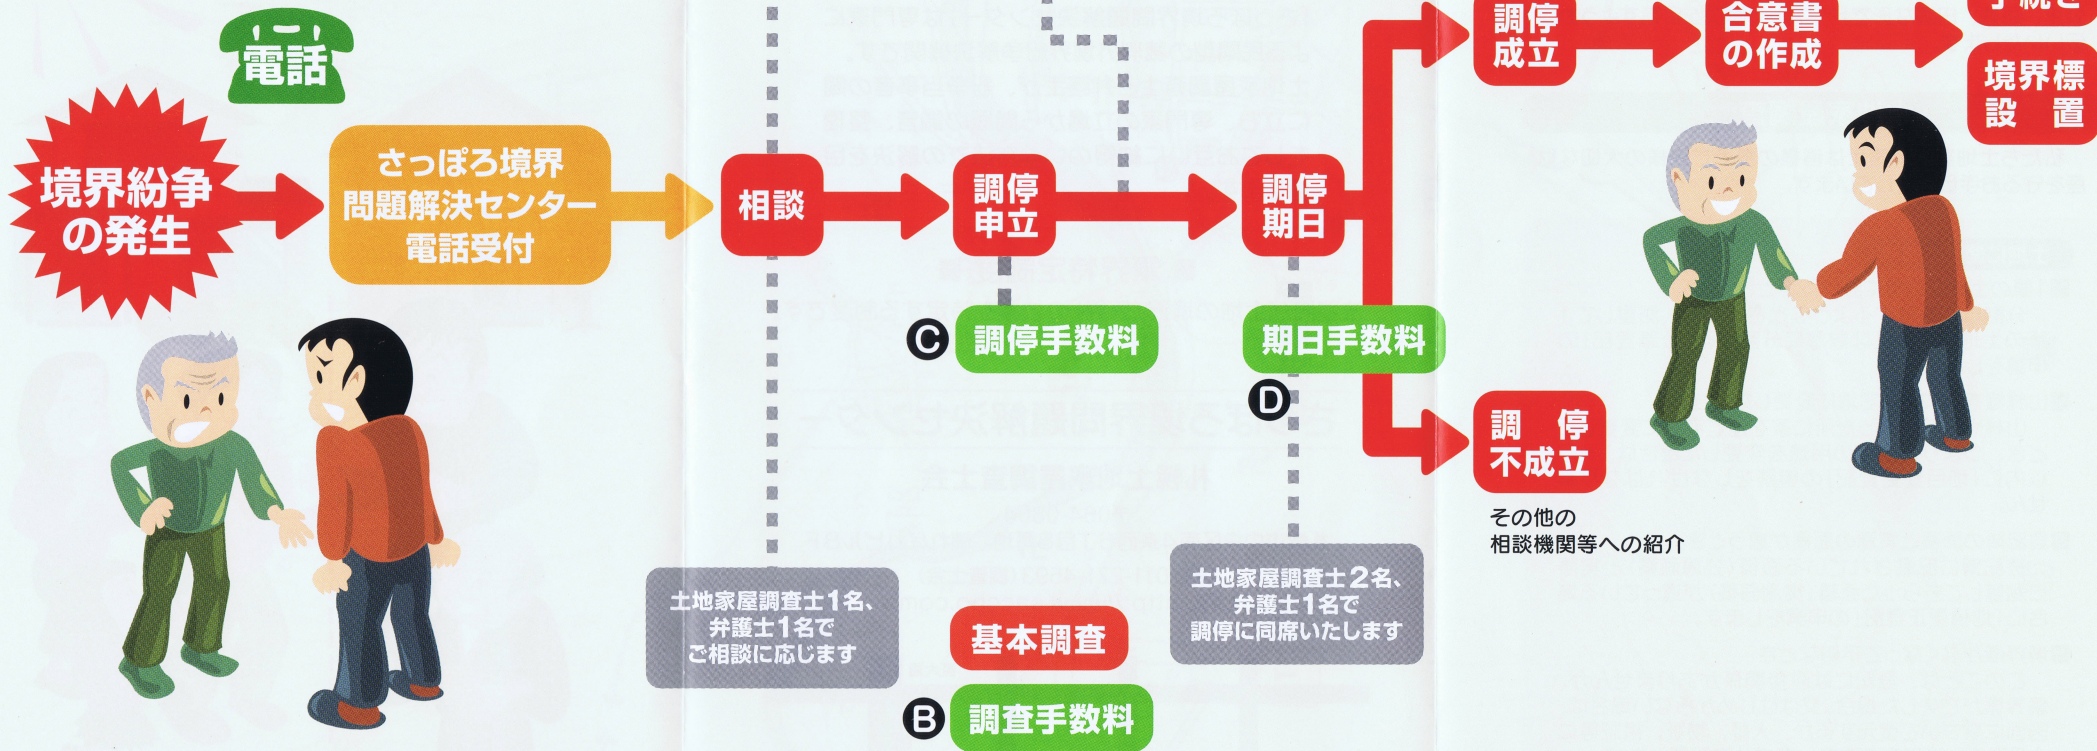 電話
境界紛争
の発生
さっぽろ境界
問題解決センター
電話受付
相談
調停
申立
調停
期日
調停
成立
合意書
の作成
手続き
境界標
設 置
C
調停手数料
期日手数料
D
調 停
不成立
その他の
相談機関等への紹介
土地家屋調査士1名、
弁護士1名で
ご相談に応じます
土地家屋調査士2名、
弁護士1名で
調停に同席いたします
基本調査
B
調査手数料